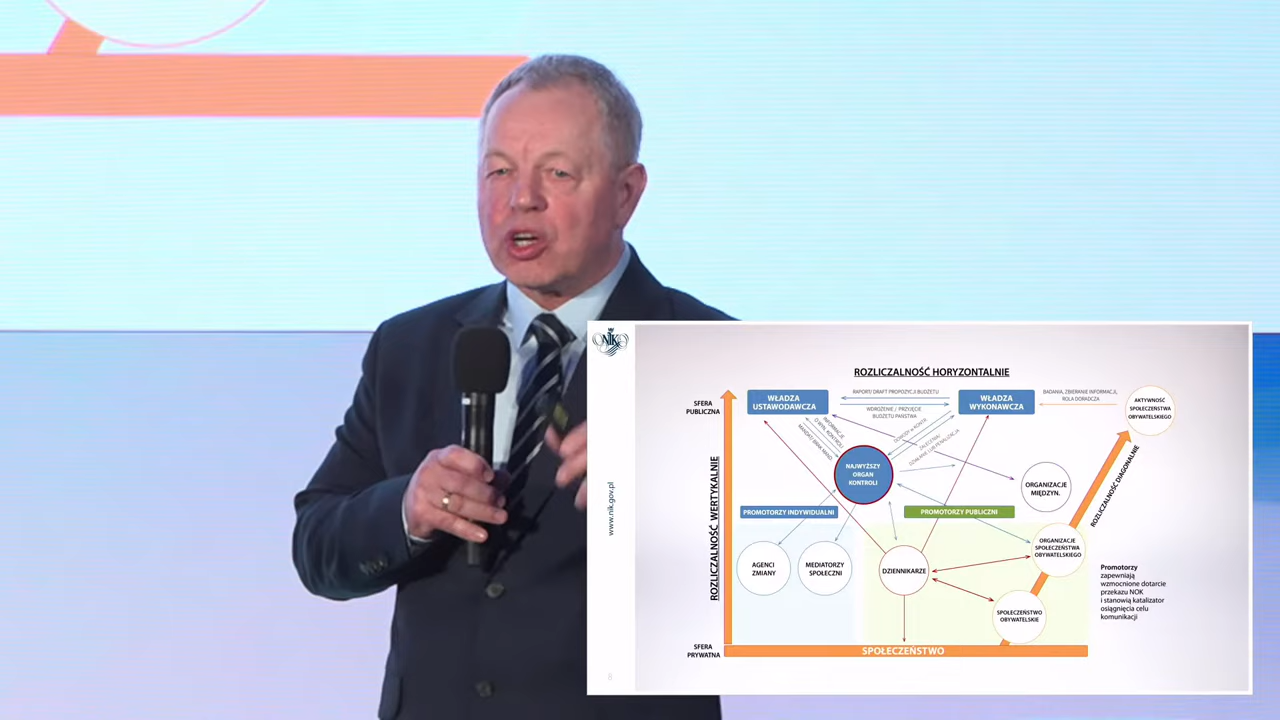 NIK
www.nik.gov.pl
8
ROZLICZALNOŚĆ HORYZONTALNIE
SFERA
PUBLICZNA
WŁADZA
USTAWODAWCZA
RAPORT/ DRAFT PROPOZYCJI BUDŻETU
WDROŻENIE / PRZYJĘCIE
BUDŻETU PAŃSTWA
WŁADZA
WYKONAWCZA
BADANIA, ZBIERANIE INFORMACJI,
ROLA DORADCZA
AKTYWNOŚĆ
SPOŁECZEŃSTWA
OBYWATELSKIEGO
INFORMACJE
ROZLICZALNOŚĆ WERTYKALNIE
NAJWYŻSZY
ORGAN
KONTROLI
ORGANIZACJE
MIĘDZYN.
ROZLICZALNOŚĆ DIAGONALNIE
PROMOTORZY INDYWIDUALNI
PROMOTORZY PUBLICZNI
AGENCI
ZMIANY
MEDIATORZY
SPOŁECZNI
DZIENNIKARZE
ORGANIZACJE
SPOŁECZEŃSTWA
OBYWATELSKIEGO
SPOŁECZEŃSTWO
OBYWATELSKIE
Promotorzy
zapewniają
wzmocnione dotarcie
przekazu NOK
i stanowią katalizator
osiągnięcia celu
komunikacji
SFERA
PRYWATNA
SPOŁECZEŃSTWO